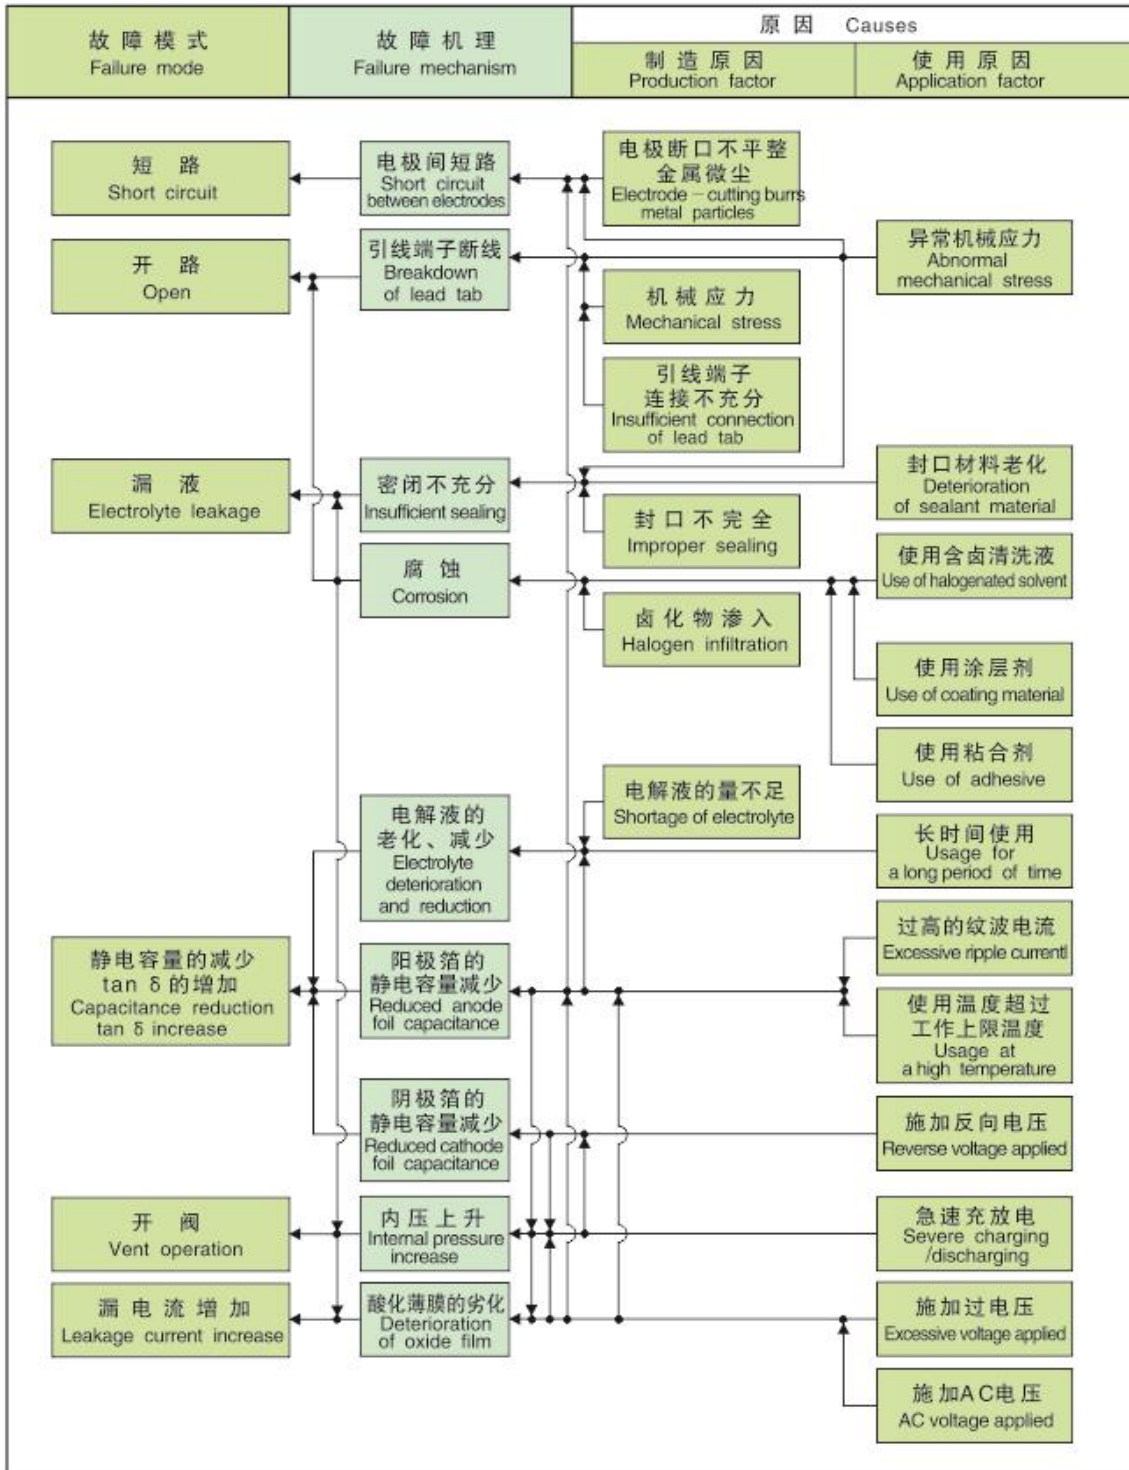 故障模式
Failure mode
故障机理
Failure mechanism
原因 Causes
制造原因
Production factor
使用原因
Application factor
短路
Short circuit
电极间短路
Short circuit
between electrodes
电极断口不平整
金属微尘
Electrode－cutting burrs
metal particles
开路
Open
引线端子断线
Breakdown
of lead tab
异常机械应力
Abnormal
mechanical stress
机械应力
Mechanical stress
引线端子
连接不充分
Insufficient connection
of lead tab
漏液
Electrolyte leakage
密闭不充分
Insufficient sealing
封口材料老化
Deterioration
of sealant material
封口不完全
Improper sealing
腐蚀
Corrosion
使用含卤清洗液
Use of halogenated solvent
卤化物渗入
Halogen infiltration
使用涂层剂
Use of coating material
使用粘合剂
Use of adhesive
电解液的量不足
Shortage of electrolyte
电解液的
老化、减少
Electrolyte
deterioration
and reduction
长时间使用
Usage for
a long period of time
过高的纹波电流
Excessive ripple currentl
静电容量的减少
tan δ的增加
Capacitance reduction
tan δ increase
阳极箔的
静电容量减少
Reduced anode
foil capacitance
使用温度超过
工作上限温度
Usage at
a high temperature
阴极箔的
静电容量减少
Reduced cathode
foil capacitance
施加反向电压
Reverse voltage applied
开阀
Vent operation
内压上升
Internal pressure
increase
急速充放电
Severe charging
/discharging
漏电流增加
Leakage current increase
酸化薄膜的劣化
Deterioration
of oxide film
施加过电压
Excessive voltage applied
施加AC电压
AC voltage applied